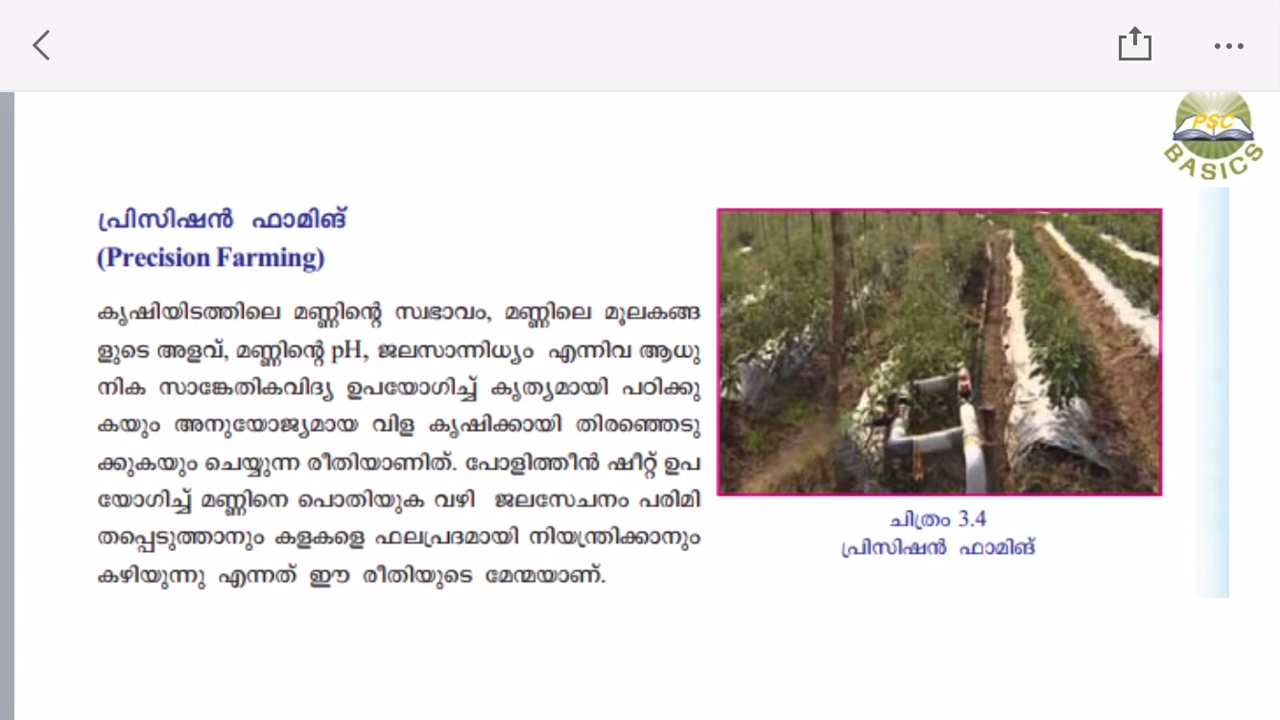 PSC
BASICS
പ്രിസിഷൻ ഫാമിങ്
(Precision Farming)
കൃഷിയിടത്തിലെ മണ്ണിന്റെ സ്വഭാവം, മണ്ണിലെ മൂലകങ്ങ
ളുടെ അളവ്, മണ്ണിന്റെ pH, ജലസാന്നിധ്യം എന്നിവ ആധു
നിക സാങ്കേതികവിദ്യ ഉപയോഗിച്ച് കൃത്യമായി പഠിക്കു
കയും അനുയോജ്യമായ വിള കൃഷിക്കായി തിരഞ്ഞെടു
ക്കുകയും ചെയ്യുന്ന രീതിയാണിത്. പോളിത്തീൻ ഷീറ്റ് ഉപ
യോഗിച്ച് മണ്ണിനെ പൊതിയുക വഴി ജലസേചനം പരിമി
തപ്പെടുത്താനും കളകളെ ഫലപ്രദമായി നിയന്ത്രിക്കാനും
കഴിയുന്നു എന്നത് ഈ രീതിയുടെ മേന്മയാണ്.
ചിത്രം 3.4
പ്രിസിഷൻ ഫാമിങ്